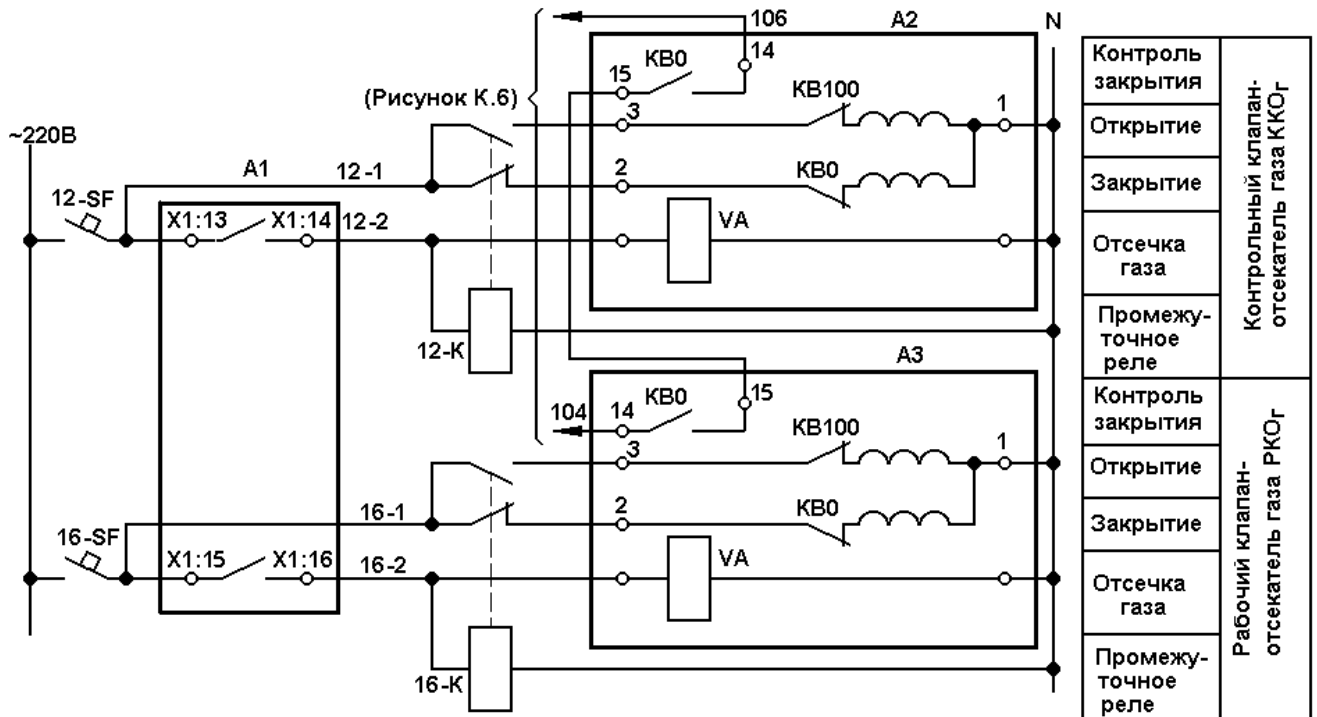 106
A2
N
KB0
14
15
KB100
(Рисунок К.6)
3
1
~220В
A1
12-1
2
KB0
12-SF
X1:13
X1:14
12-2
VA
12-K
A3
KB0
15
104
14
KB100
3
1
16-1
2
KB0
16-SF
X1:15
X1:16
16-2
VA
16-K
Контроль
закрытия
Открытие
Закрытие
Отсечка
газа
Промежу-
точное
реле
Контрольный клапан-
отсекатель газа ККОг
Контроль
закрытия
Открытие
Закрытие
Отсечка
газа
Промежу-
точное
реле
Рабочий клапан-
отсекатель газа РКОг